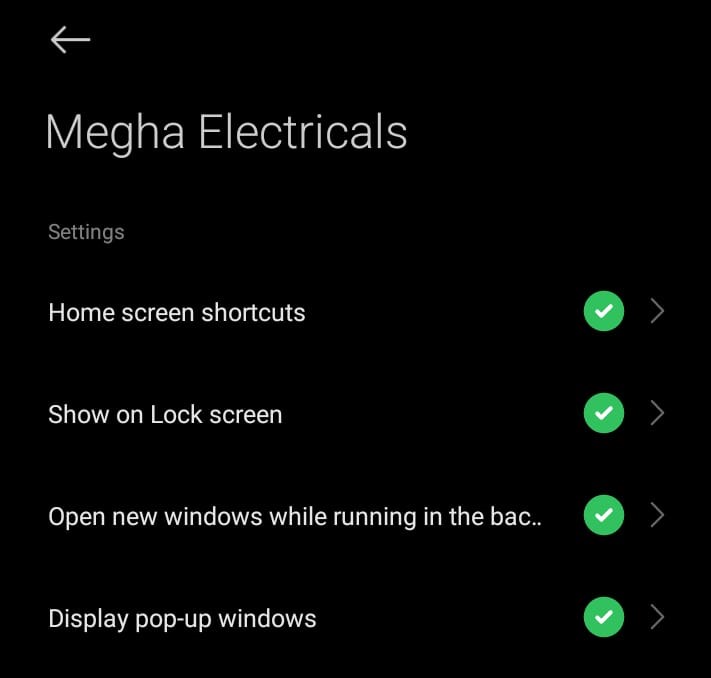 Megha Electricals
Settings
Home screen shortcuts
Show on Lock screen
Open new windows while running in the bac..
Display pop-up windows